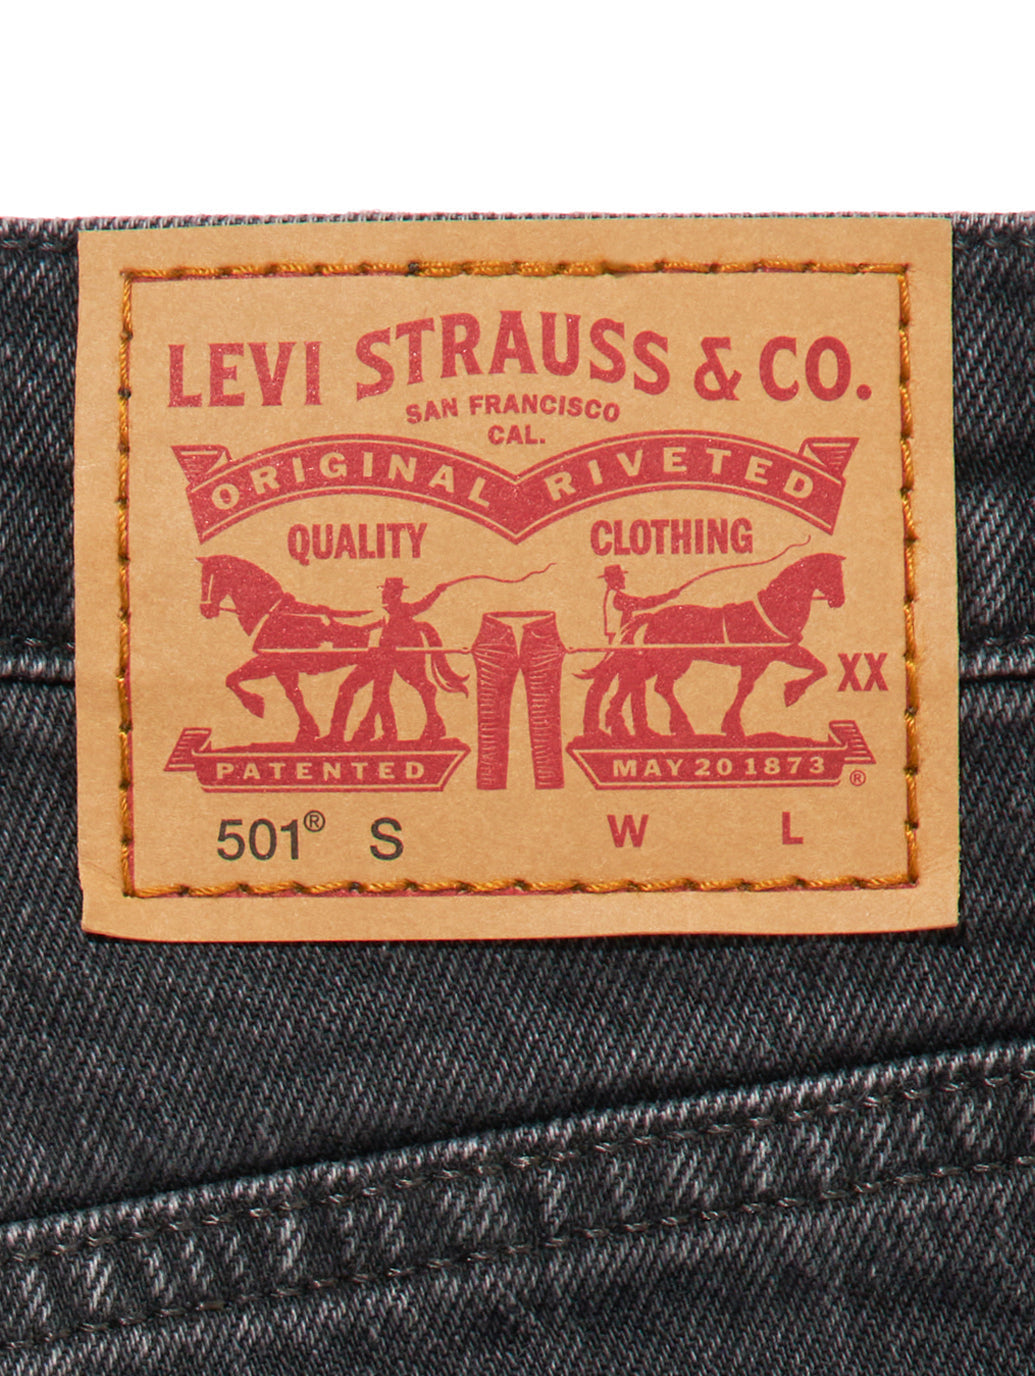 LEVI STRAUSS & CO.
SAN FRANCISCO
CAL.
ORIGINAL RIVETED
QUALITY CLOTHING
XX
PATENTED MAY 20 1873 ®
501® S W L